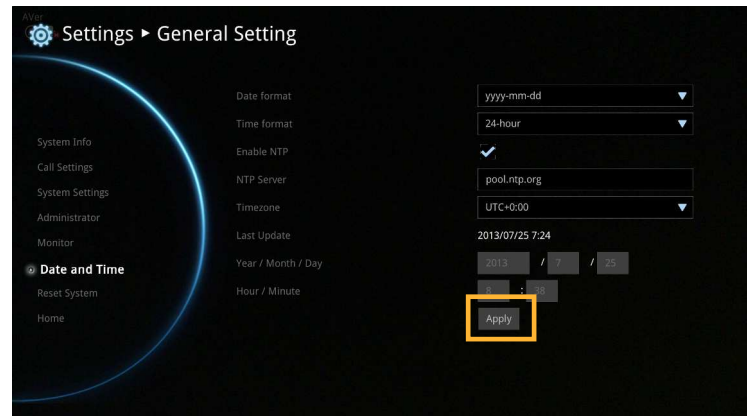 AVer
Settings ▸ General Setting
Date format yyyy-mm-dd
Time format 24-hour
System Info
Enable NTP
Call Settings
NTP Server pool.ntp.org
System Settings
Timezone UTC+0:00
Administrator
Last Update 2013/07/25 7:24
Monitor
Year / Month / Day 2013 / 7 / 25
Date and Time
Hour / Minute 8 : 38
Reset System
Home
Apply